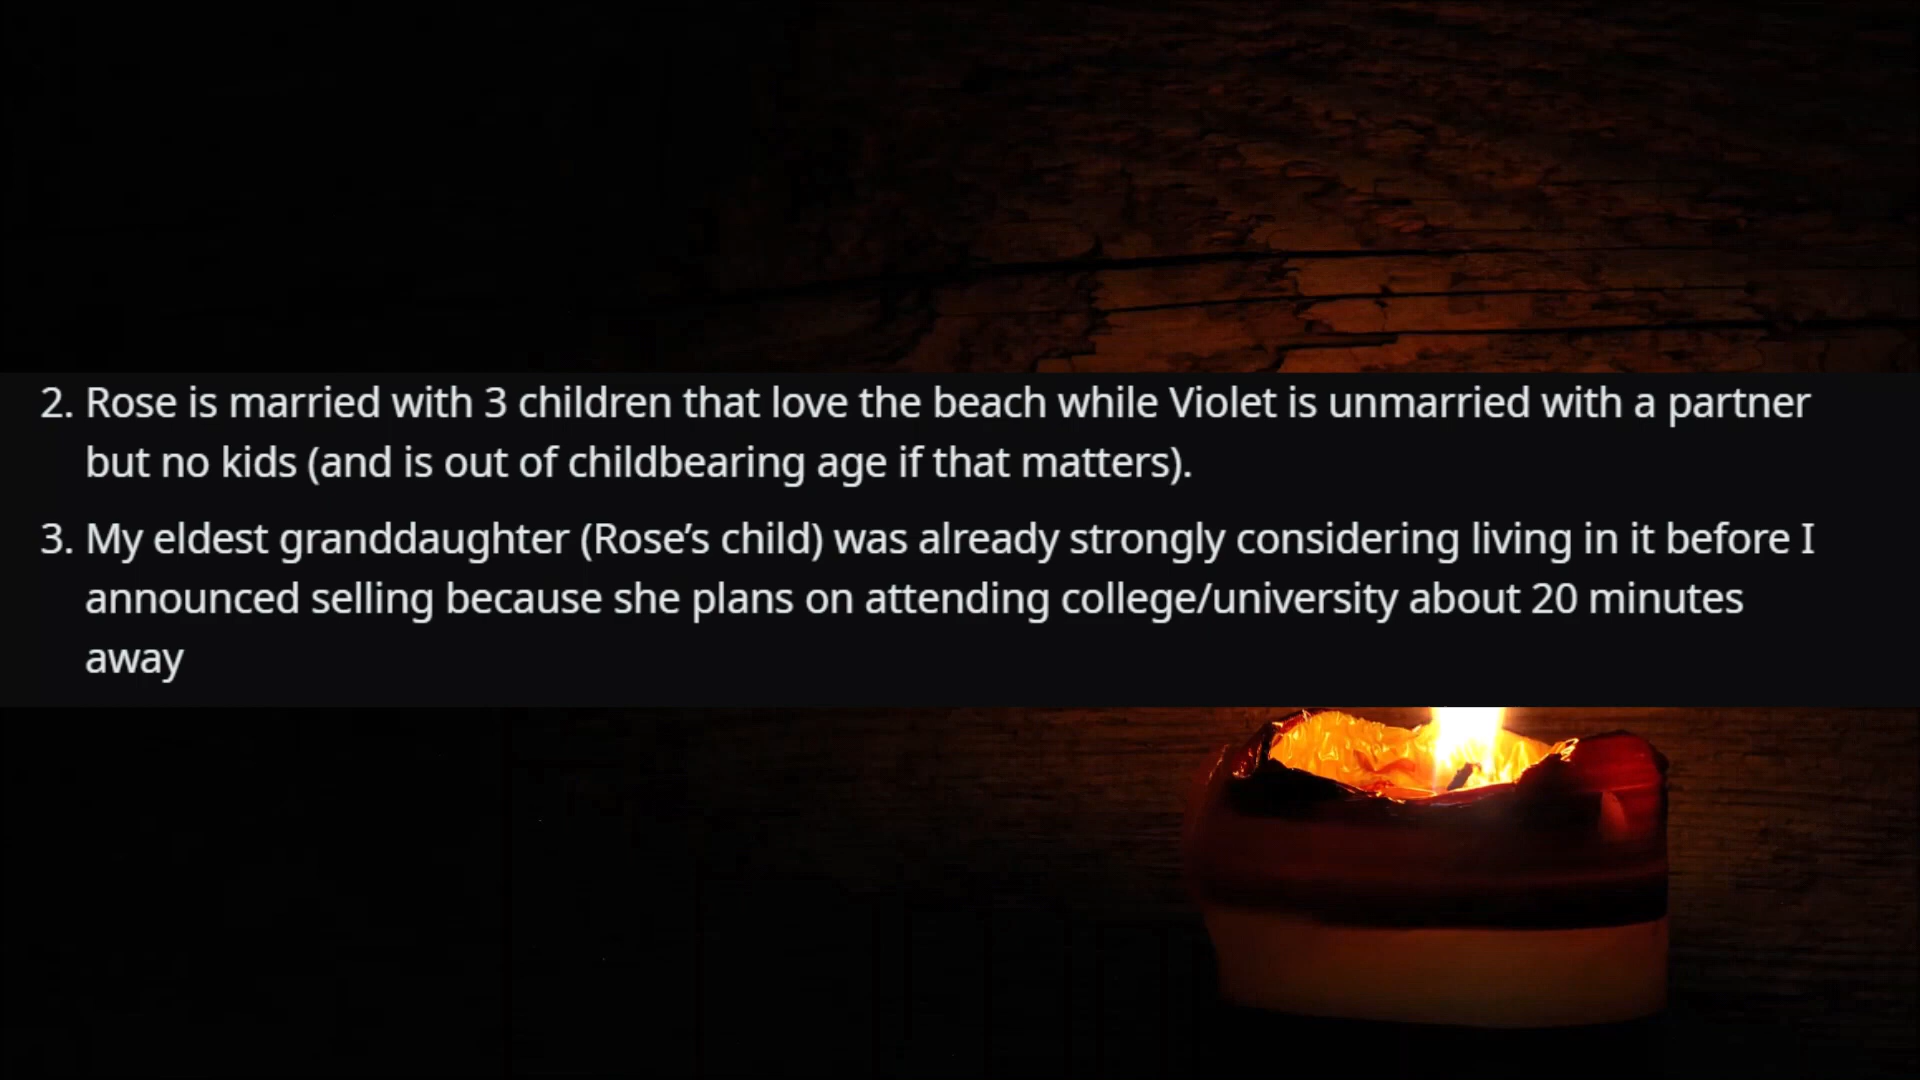 2. Rose is married with 3 children that love the beach while Violet is unmarried with a partner
but no kids (and is out of childbearing age if that matters).
3. My eldest granddaughter (Rose’s child) was already strongly considering living in it before I
announced selling because she plans on attending college/university about 20 minutes
away